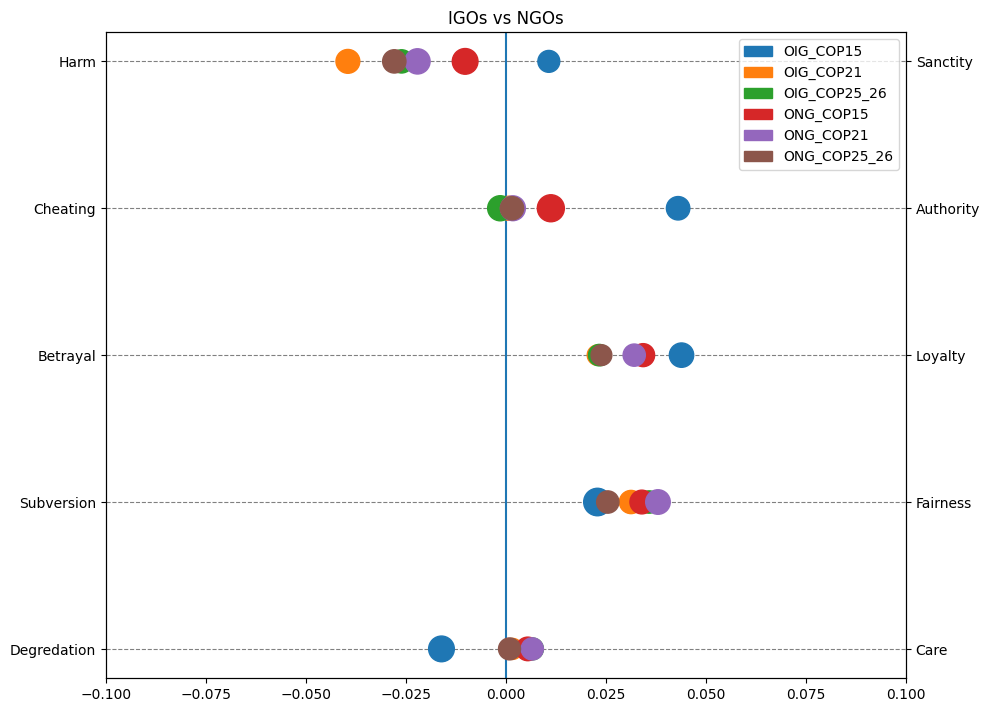 IGOs vs NGOs
Harm
Sanctity
OIG_COP15
OIG_COP21
OIG_COP25_26
ONG_COP15
ONG_COP21
ONG_COP25_26
Cheating
Authority
Betrayal
Loyalty
Subversion
Fairness
Degredation
Care
−0.100 −0.075 −0.050 −0.025 0.000 0.025 0.050 0.075 0.100